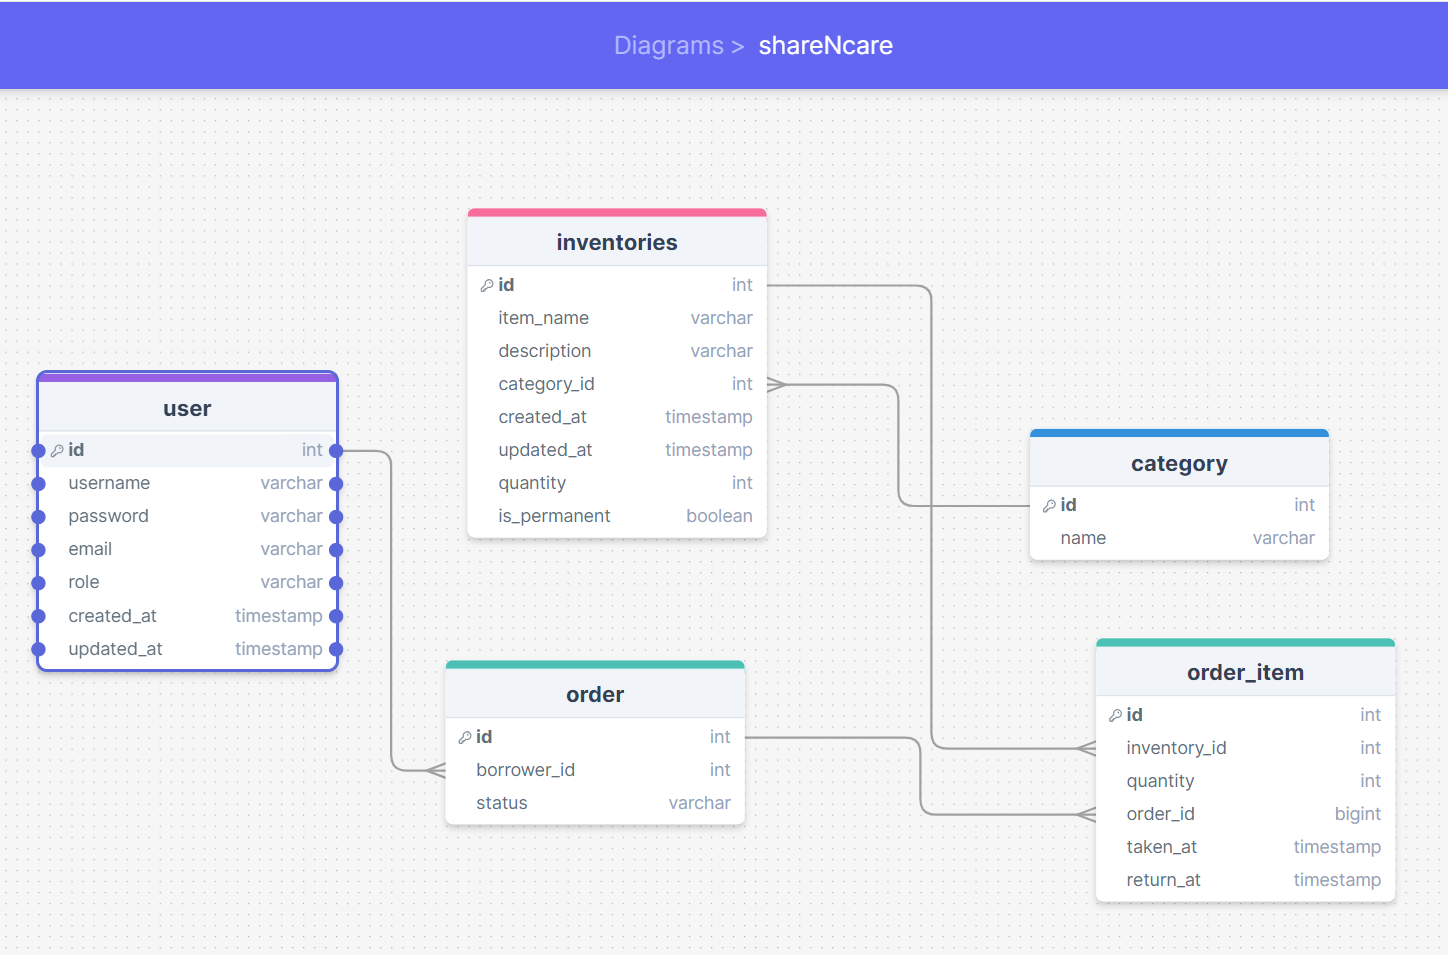 Diagrams > shareNcare
inventories
id int
item_name varchar
description varchar
category_id int
created_at timestamp
updated_at timestamp
quantity int
is_permanent boolean
user
id int
username varchar
password varchar
email varchar
role varchar
created_at timestamp
updated_at timestamp
category
id int
name varchar
order
id int
borrower_id int
status varchar
order_item
id int
inventory_id int
quantity int
order_id bigint
taken_at timestamp
return_at timestamp